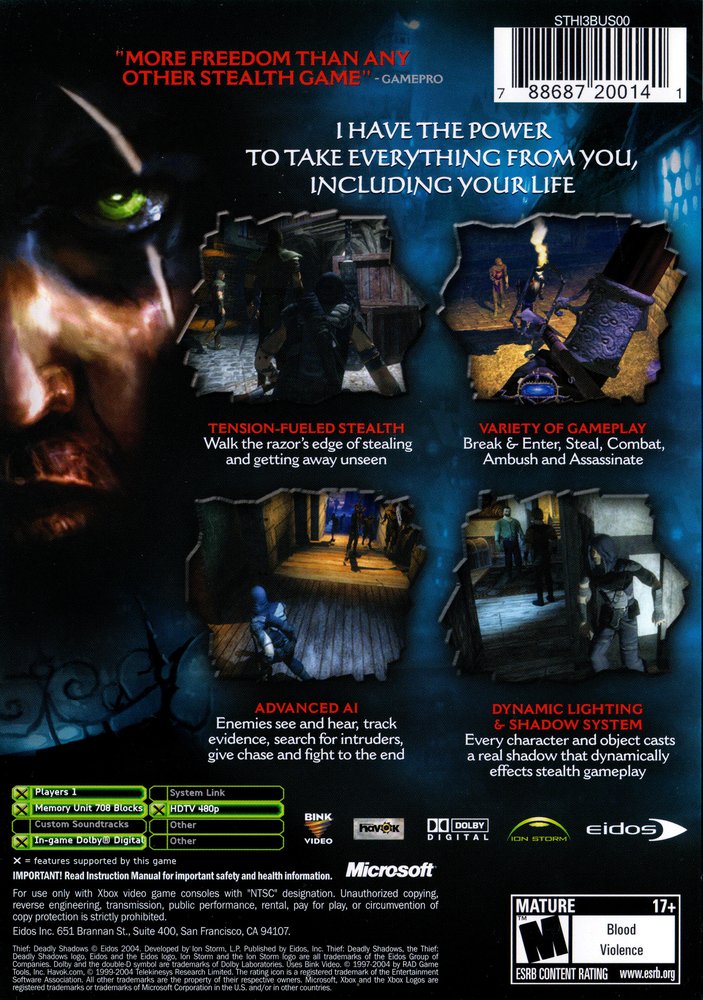 STHI3BUS00
"MORE FREEDOM THAN ANY
OTHER STEALTH GAME" - GAMEPRO
7 88687 20014 1
I HAVE THE POWER
TO TAKE EVERYTHING FROM YOU,
INCLUDING YOUR LIFE
TENSION-FUELED STEALTH
Walk the razor's edge of stealing
and getting away unseen
VARIETY OF GAMEPLAY
Break & Enter, Steal, Combat,
Ambush and Assassinate
ADVANCED AI
Enemies see and hear, track
evidence, search for intruders,
give chase and fight to the end
DYNAMIC LIGHTING
& SHADOW SYSTEM
Every character and object casts
a real shadow that dynamically
effects stealth gameplay
Players 1
System Link
Memory Unit 708 Blocks
HDTV 480p
Custom Soundtracks
Other
In-game Dolby® Digital
Other
BINK
VIDEO
havok
DOLBY
DIGITAL
ION STORM
eidos
X = features supported by this game
IMPORTANT! Read Instruction Manual for important safety and health information.
Microsoft®
For use only with Xbox video game consoles with "NTSC" designation. Unauthorized copying,
reverse engineering, transmission, public performance, rental, pay for play, or circumvention of
copy protection is strictly prohibited.
Eidos Inc. 651 Brannan St., Suite 400, San Francisco, CA 94107.
Thief: Deadly Shadows © Eidos 2004. Developed by Ion Storm, L.P. Published by Eidos, Inc. Thief: Deadly Shadows, the Thief:
Deadly Shadows logo, Eidos and the Eidos logo, Ion Storm and the Ion Storm logo are all trademarks of the Eidos Group of
Companies. Dolby and the double-D symbol are trademarks of Dolby Laboratories. Uses Bink Video. © 1997-2004 by RAD Game
Tools, Inc. Havok.com, © 1999-2004 Telekinesys Research Limited. The rating icon is a registered trademark of the Entertainment
Software Association. All other trademarks are the property of their respective owners. Microsoft, Xbox and the Xbox Logos are
registered trademarks or trademarks of Microsoft Corporation in the U.S. and/or in other countries.
MATURE 17+
M
Blood
Violence
ESRB CONTENT RATING www.esrb.org